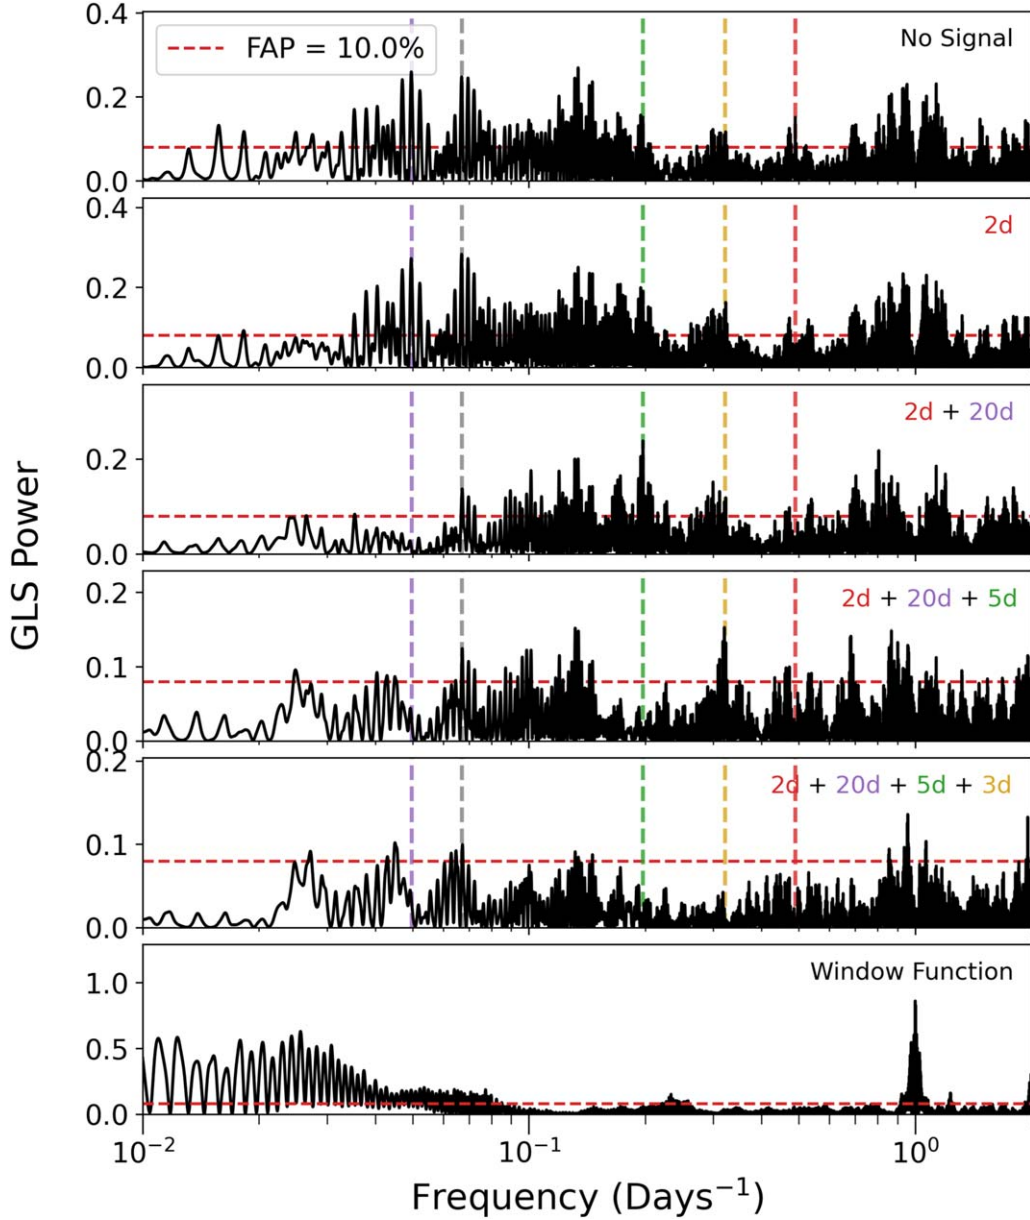 GLS Power
0.4
0.2
0.0
FAP = 10.0%
No Signal
0.4
0.2
0.0
2d
0.2
0.0
2d + 20d
0.2
0.1
0.0
2d + 20d + 5d
0.2
0.1
0.0
2d + 20d + 5d + 3d
1.0
0.5
0.0
Window Function
10⁻² 10⁻¹ 10⁰
Frequency (Days⁻¹)